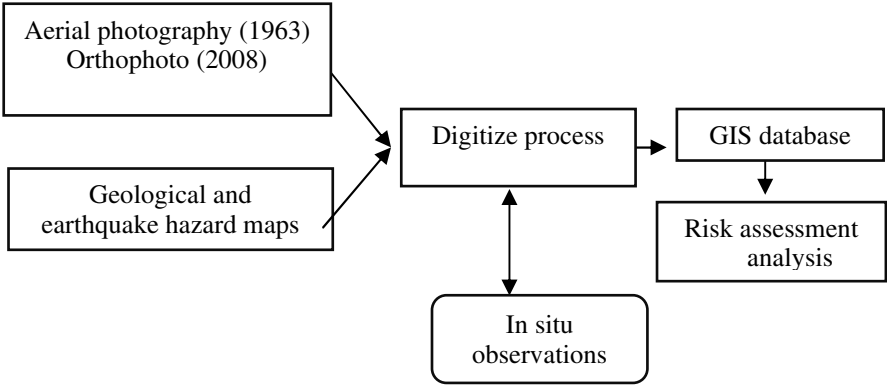 Aerial photography (1963)
Orthophoto (2008)
Geological and
earthquake hazard maps
Digitize process
In situ
observations
GIS database
Risk assessment
analysis